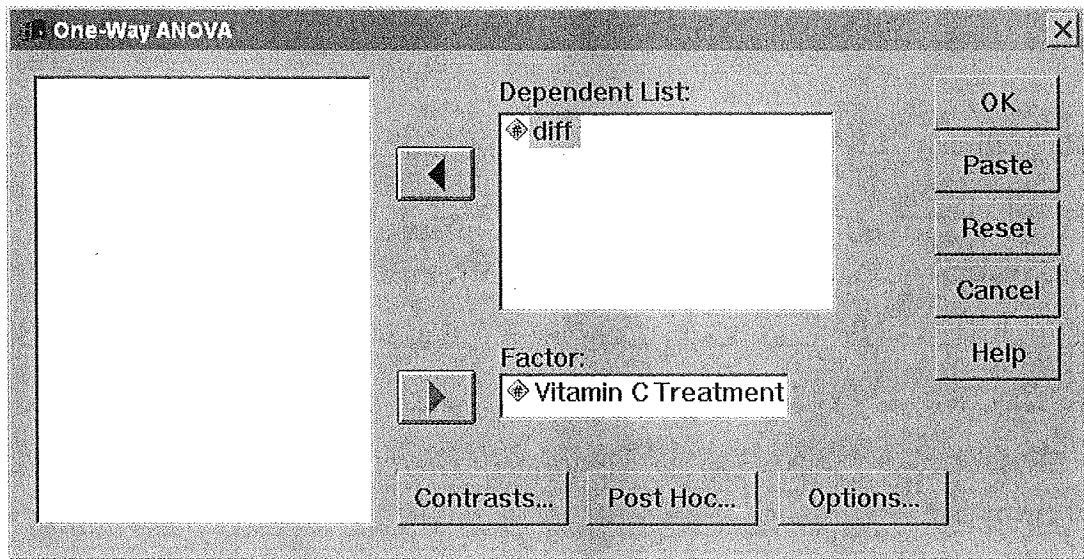 One-Way ANOVA
Dependent List:
diff
OK
Paste
Reset
Cancel
Help
Factor:
Vitamin C Treatment
Contrasts...
Post Hoc...
Options...